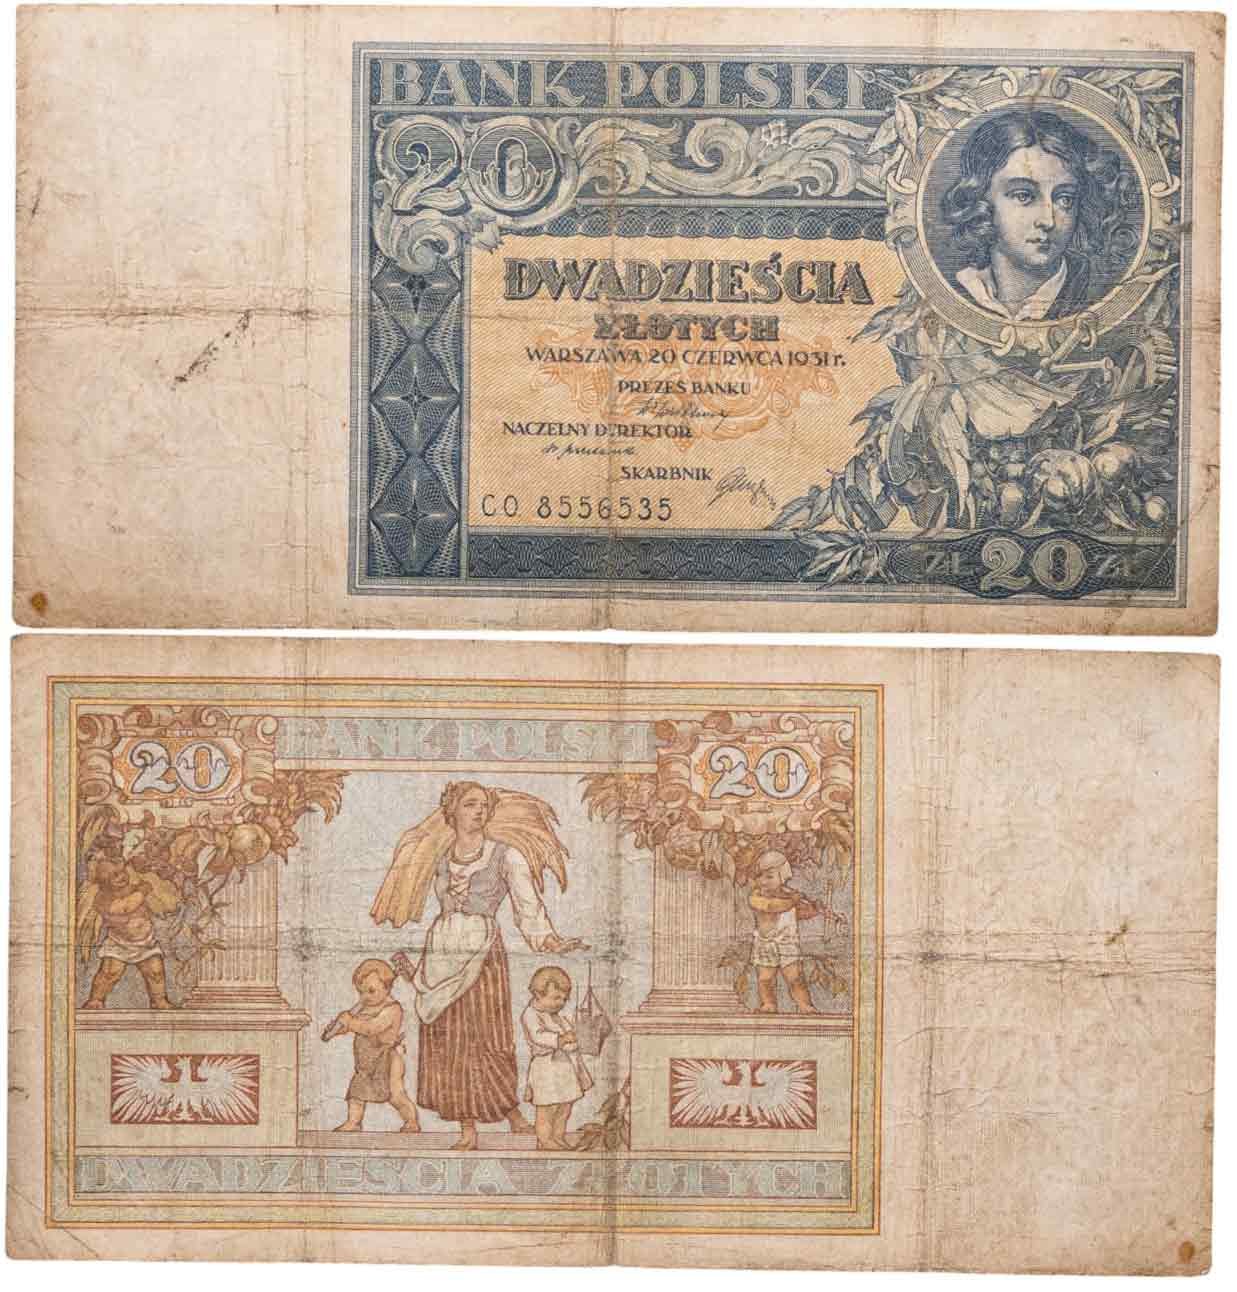 BANK POLSKI
20
DWADZIEŚCIA
ZŁOTYCH
WARSZAWA 20 CZERWCA 1931 r.
PREZES BANKU
NACZELNY DYREKTOR
SKARBNIK
CO 8556535
ZŁ 20 ZŁ
20 BANK POLSKI 20
DWADZIEŚCIA ZŁOTYCH